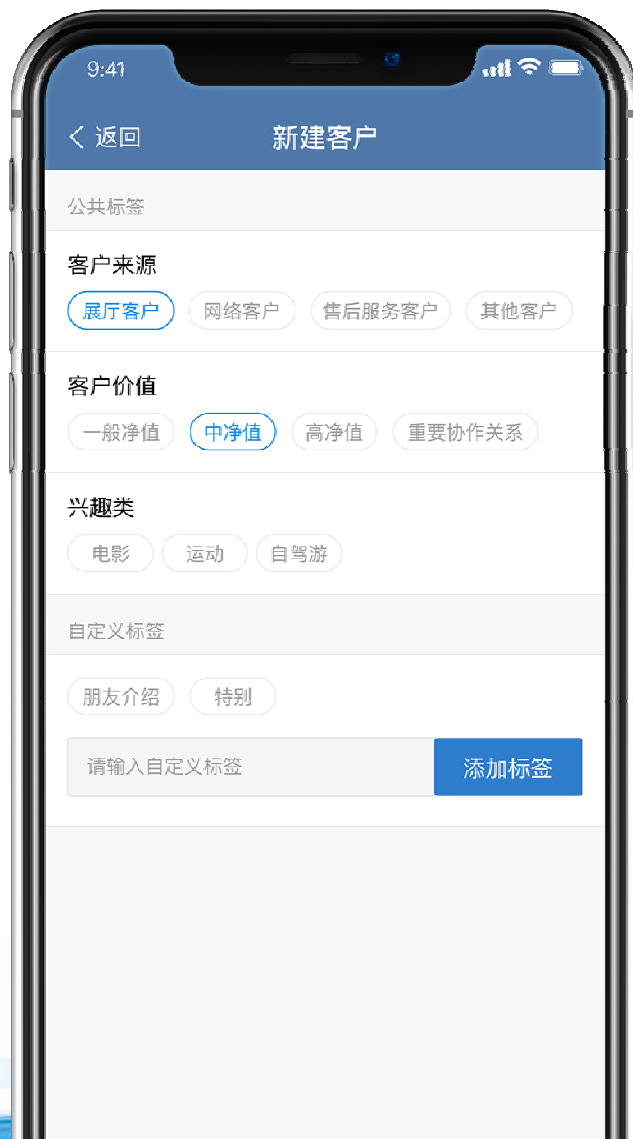 9:41
返回 新建客户
公共标签
客户来源
展厅客户 网络客户 售后服务客户 其他客户
客户价值
一般净值 中净值 高净值 重要协作关系
兴趣类
电影 运动 自驾游
自定义标签
朋友介绍 特别
请输入自定义标签 添加标签